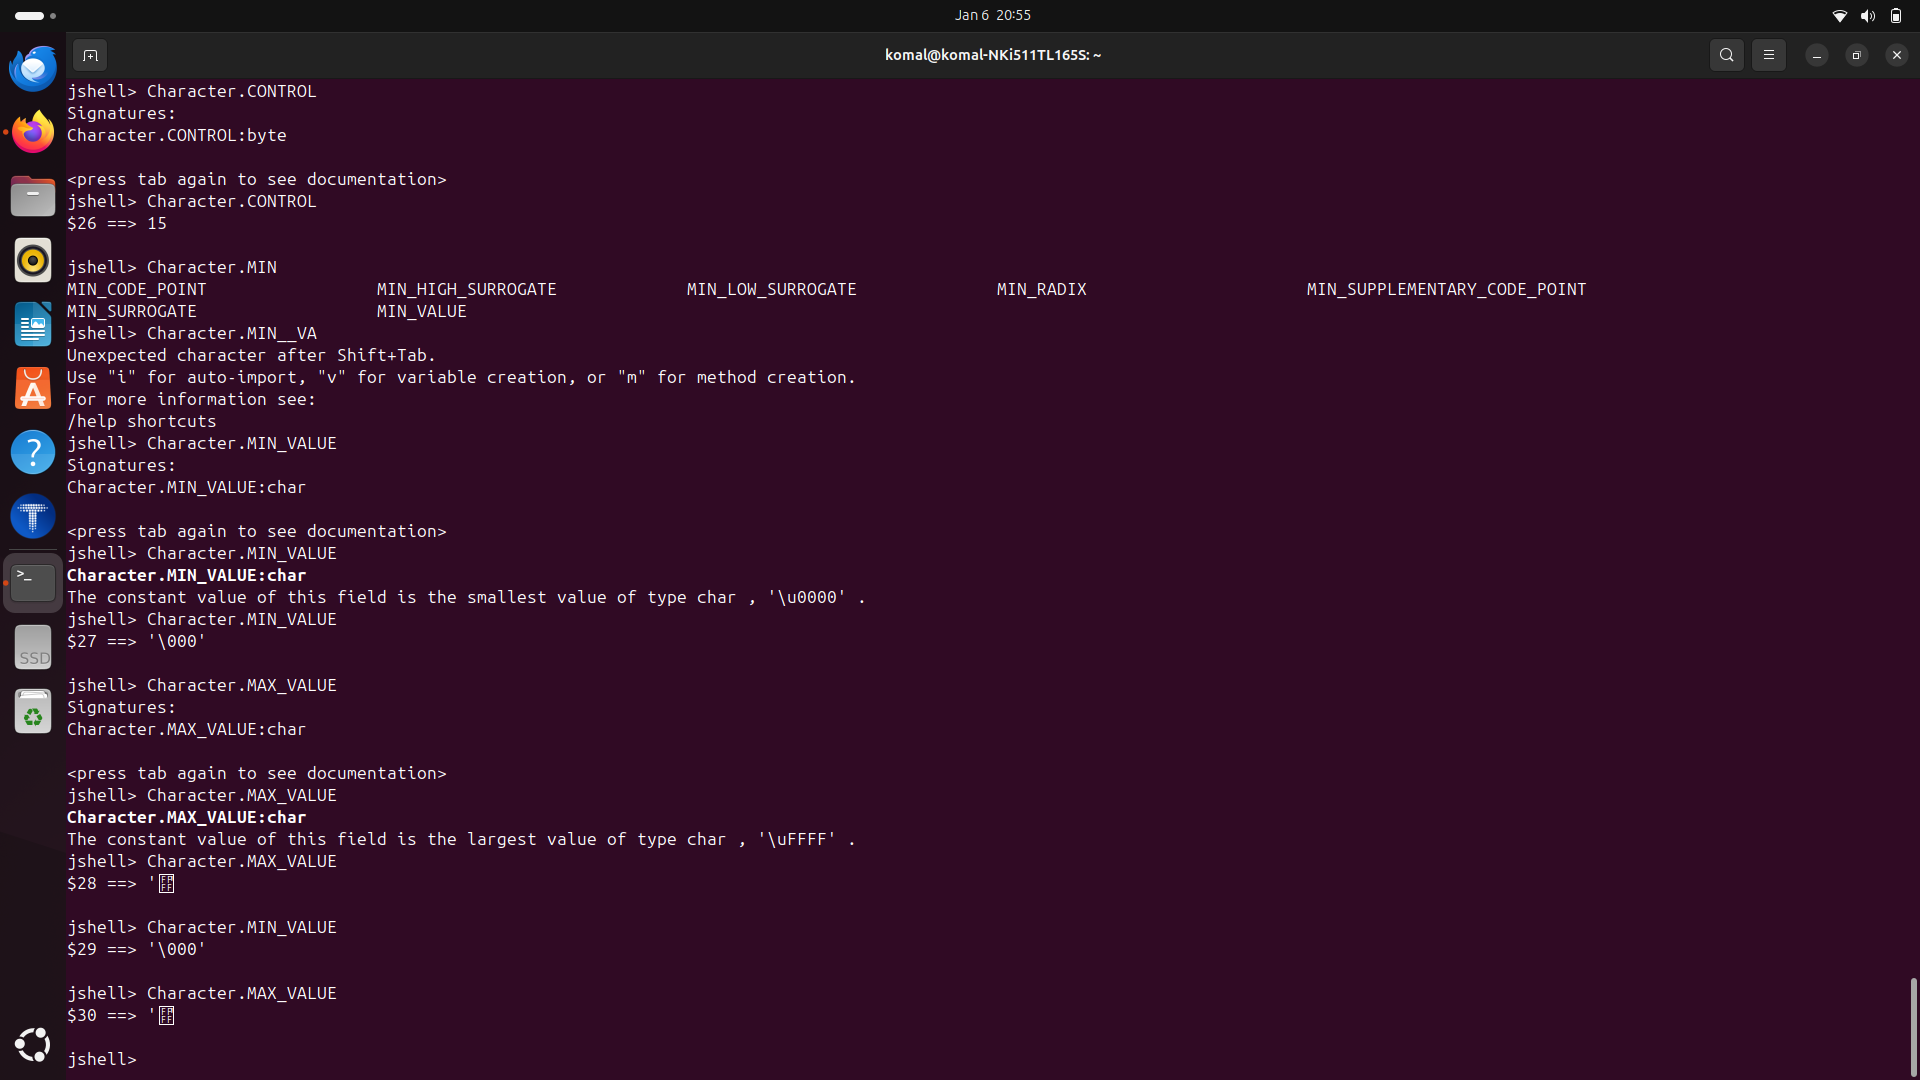 Jan 6 20:55
komal@komal-NKi511TL165S: ~
jshell> Character.CONTROL
Signatures:
Character.CONTROL:byte
<press tab again to see documentation>
jshell> Character.CONTROL
$26 ==> 15
jshell> Character.MIN
MIN_CODE_POINT MIN_HIGH_SURROGATE MIN_LOW_SURROGATE MIN_RADIX MIN_SUPPLEMENTARY_CODE_POINT
MIN_SURROGATE MIN_VALUE
jshell> Character.MIN__VA
Unexpected character after Shift+Tab.
Use "i" for auto-import, "v" for variable creation, or "m" for method creation.
For more information see:
/help shortcuts
jshell> Character.MIN_VALUE
Signatures:
Character.MIN_VALUE:char
<press tab again to see documentation>
jshell> Character.MIN_VALUE
Character.MIN_VALUE:char
The constant value of this field is the smallest value of type char , '\u0000' .
jshell> Character.MIN_VALUE
$27 ==> '\000'
jshell> Character.MAX_VALUE
Signatures:
Character.MAX_VALUE:char
<press tab again to see documentation>
jshell> Character.MAX_VALUE
Character.MAX_VALUE:char
The constant value of this field is the largest value of type char , '\uFFFF' .
jshell> Character.MAX_VALUE
$28 ==> '
jshell> Character.MIN_VALUE
$29 ==> '\000'
jshell> Character.MAX_VALUE
$30 ==> '
jshell>
SSD